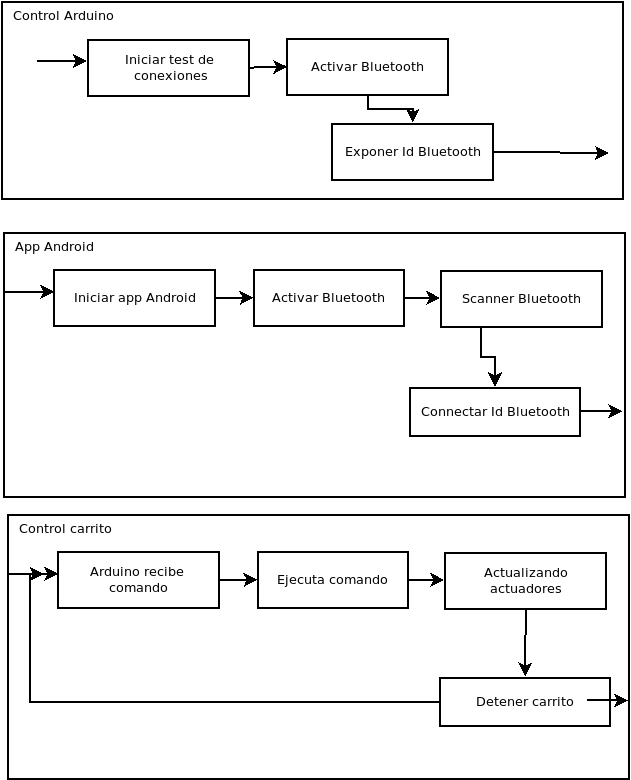 Control Arduino
Iniciar test de
conexiones
Activar Bluetooth
Exponer Id Bluetooth
App Android
Iniciar app Android
Activar Bluetooth
Scanner Bluetooth
Connectar Id Bluetooth
Control carrito
Arduino recibe
comando
Ejecuta comando
Actualizando
actuadores
Detener carrito